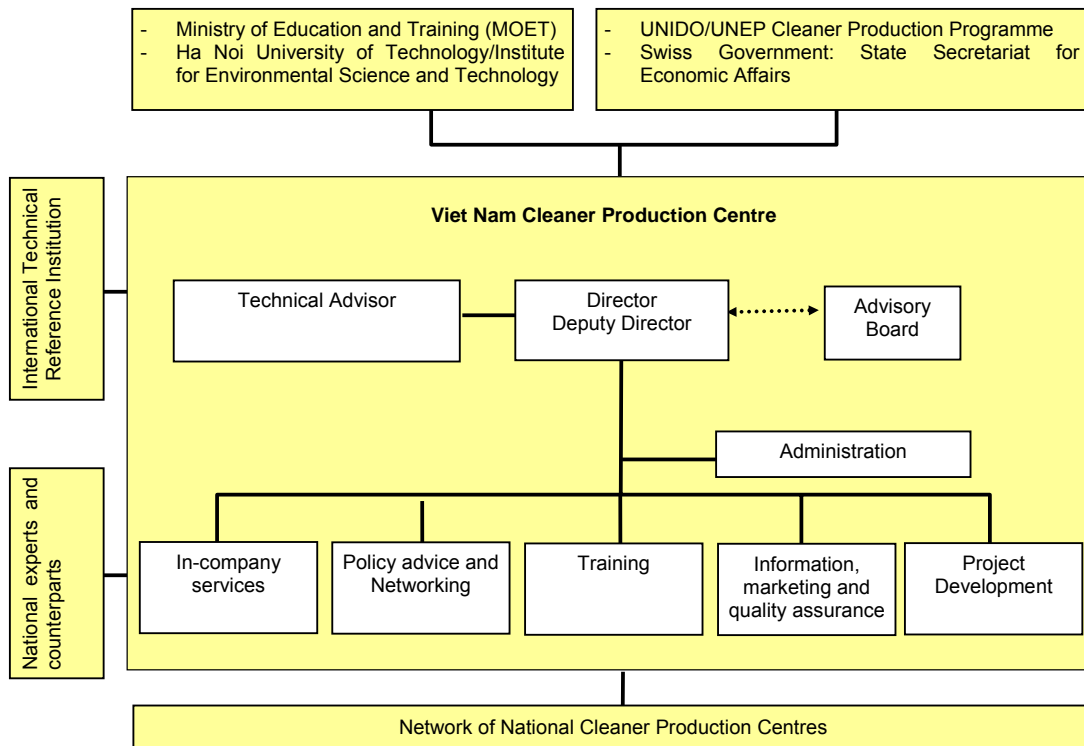 - Ministry of Education and Training (MOET)
- Ha Noi University of Technology/Institute
for Environmental Science and Technology
- UNIDO/UNEP Cleaner Production Programme
- Swiss Government: State Secretariat for
Economic Affairs
International Technical
Reference Institution
Viet Nam Cleaner Production Centre
Technical Advisor
Director
Deputy Director
Advisory
Board
Administration
National experts and
counterparts
In-company
services
Policy advice and
Networking
Training
Information,
marketing and
quality assurance
Project
Development
Network of National Cleaner Production Centres